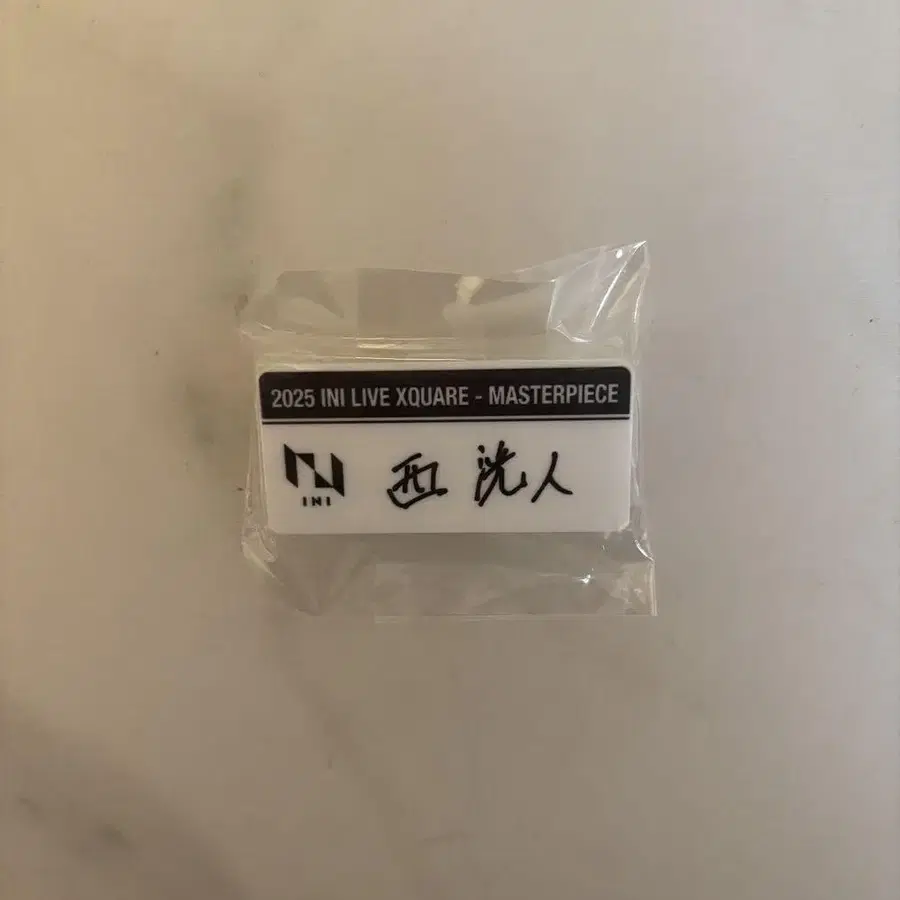 2025 INI LIVE XQUARE - MASTERPIECE
INI
西 洸人